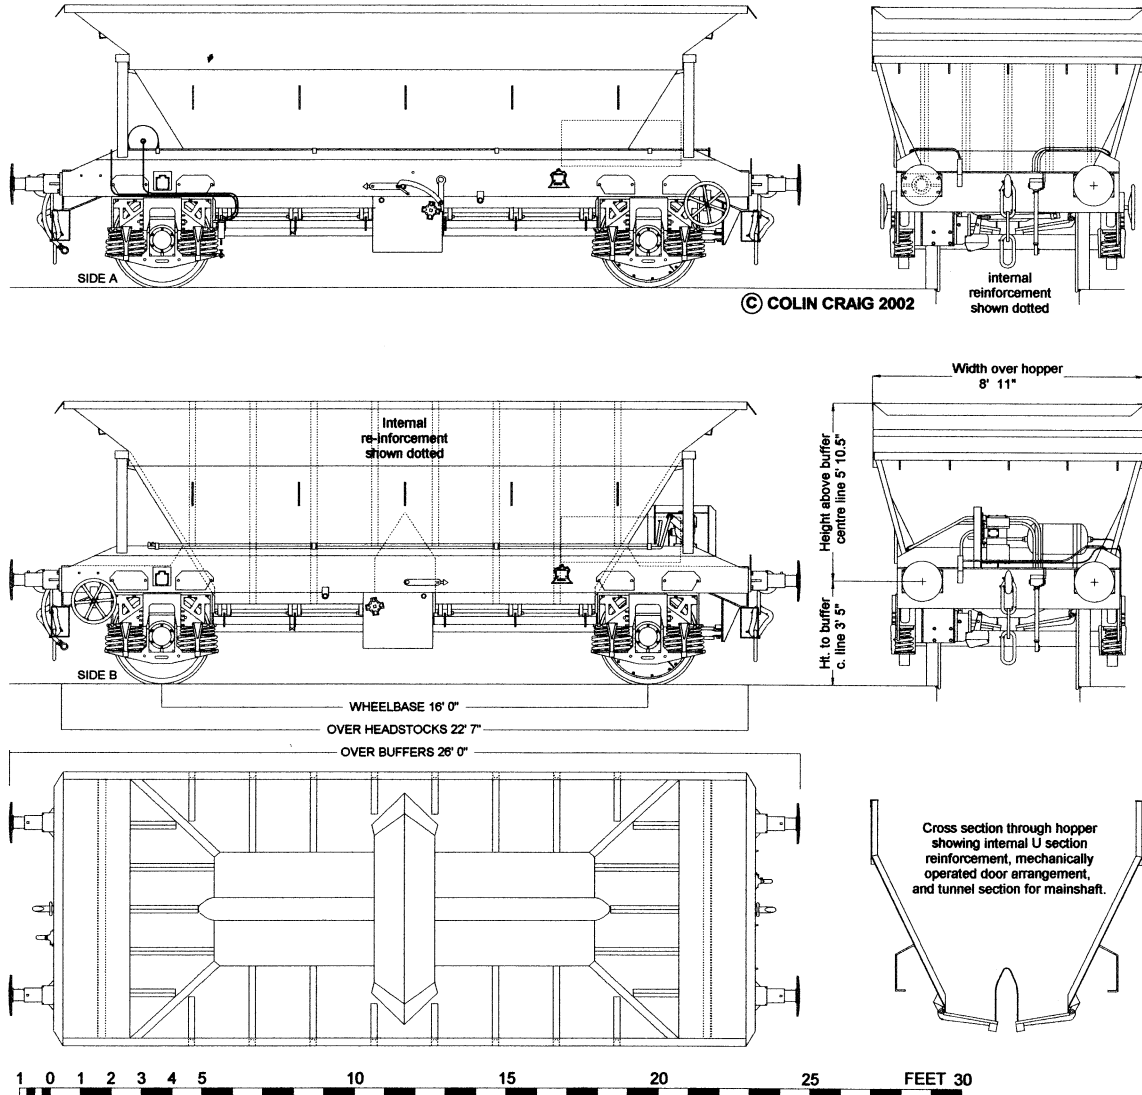 SIDE A
internal
reinforcement
shown dotted
© COLIN CRAIG 2002
Width over hopper
8' 11"
Internal
re-inforcement
shown dotted
Height above buffer
centre line 5' 10.5"
Ht. to buffer
c. line 3' 5"
SIDE B
WHEELBASE 16' 0"
OVER HEADSTOCKS 22' 7"
OVER BUFFERS 26' 0"
Cross section through hopper
showing internal U section
reinforcement, mechanically
operated door arrangement,
and tunnel section for mainshaft.
1 0 1 2 3 4 5 10 15 20 25 FEET 30